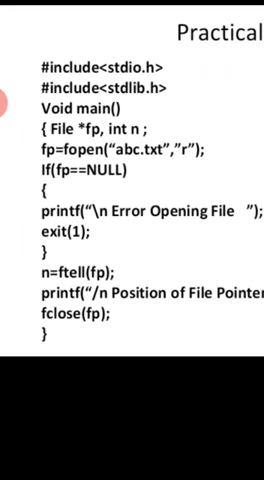 Practical
#include<stdio.h>
#include<stdlib.h>
Void main()
{ File *fp, int n ;
fp=fopen(“abc.txt”,”r”);
If(fp==NULL)
{
printf(“\n Error Opening File   ”);
exit(1);
}
n=ftell(fp);
printf(“/n Position of File Pointer
fclose(fp);
}